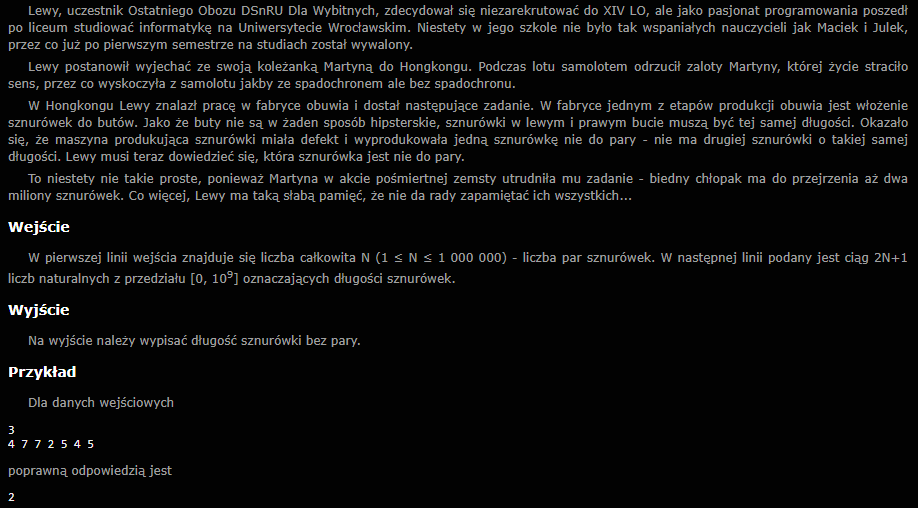 Lewy, uczestnik Ostatniego Obozu DSnRU Dla Wybitnych, zdecydował się niezarekrutować do XIV LO, ale jako pasjonat programowania poszedł
po liceum studiować informatykę na Uniwersytecie Wrocławskim. Niestety w jego szkole nie było tak wspaniałych nauczycieli jak Maciek i Julek,
przez co już po pierwszym semestrze na studiach został wywalony.
Lewy postanowił wyjechać ze swoją koleżanką Martyną do Hongkongu. Podczas lotu samolotem odrzucił zaloty Martyny, której życie straciło
sens, przez co wyskoczyła z samolotu jakby ze spadochronem ale bez spadochronu.
W Hongkongu Lewy znalazł pracę w fabryce obuwia i dostał następujące zadanie. W fabryce jednym z etapów produkcji obuwia jest włożenie
sznurówek do butów. Jako że buty nie są w żaden sposób hipsterskie, sznurówki w lewym i prawym bucie muszą być tej samej długości. Okazało
się, że maszyna produkująca sznurówki miała defekt i wyprodukowała jedną sznurówkę nie do pary - nie ma drugiej sznurówki o takiej samej
długości. Lewy musi teraz dowiedzieć się, która sznurówka jest nie do pary.
To niestety nie takie proste, ponieważ Martyna w akcie pośmiertnej zemsty utrudniła mu zadanie - biedny chłopak ma do przejrzenia aż dwa
miliony sznurówek. Co więcej, Lewy ma taką słabą pamięć, że nie da rady zapamiętać ich wszystkich...
Wejście
W pierwszej linii wejścia znajduje się liczba całkowita N (1 ≤ N ≤ 1 000 000) - liczba par sznurówek. W następnej linii podany jest ciąg 2N+1
liczb naturalnych z przedziału [0, 10⁹] oznaczających długości sznurówek.
Wyjście
Na wyjście należy wypisać długość sznurówki bez pary.
Przykład
Dla danych wejściowych
3
4 7 7 2 5 4 5
poprawną odpowiedzią jest
2